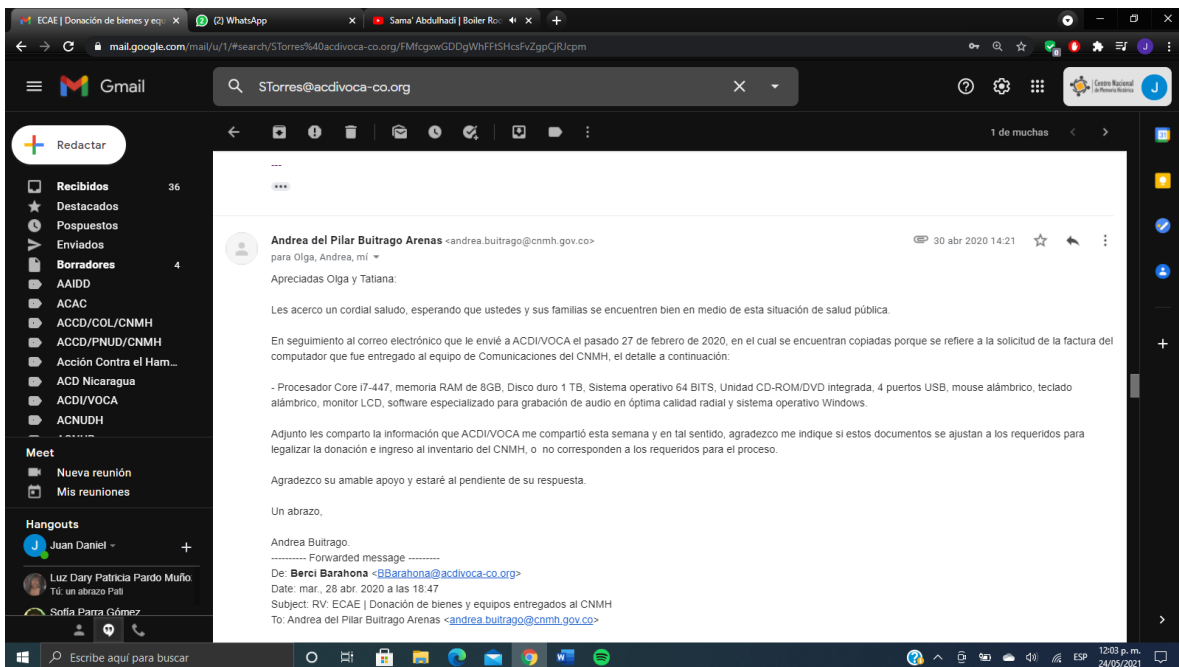 ECAE | Donación de bienes y equ
(2) WhatsApp
Sama' Abdulhadi | Boiler Roo
mail.google.com/mail/u/1/#search/STorres%40acdivoca-co.org/FMfcgxwGDDgWhFFtSHcsFvZgpCjRJcpm
Gmail
STorres@acdivoca-co.org
Centro Nacional
de Memoria Histórica
J
Redactar
1 de muchas
Recibidos 36
Destacados
Pospuestos
Enviados
Borradores 4
AAIDD
ACAC
ACCD/COL/CNMH
ACCD/PNUD/CNMH
Acción Contra el Ham...
ACD Nicaragua
ACDI/VOCA
ACNUDH
Meet
Nueva reunión
Mis reuniones
Hangouts
J Juan Daniel
Luz Dary Patricia Pardo Muño:
Tú: un abrazo Pati
Sofía Parra Gómez
---
Andrea del Pilar Buitrago Arenas <andrea.buitrago@cnmh.gov.co>
30 abr 2020 14:21
para Olga, Andrea, mí
Apreciadas Olga y Tatiana:
Les acerco un cordial saludo, esperando que ustedes y sus familias se encuentren bien en medio de esta situación de salud pública.
En seguimiento al correo electrónico que le envié a ACDI/VOCA el pasado 27 de febrero de 2020, en el cual se encuentran copiadas porque se refiere a la solicitud de la factura del
computador que fue entregado al equipo de Comunicaciones del CNMH, el detalle a continuación:
- Procesador Core i7-447, memoria RAM de 8GB, Disco duro 1 TB, Sistema operativo 64 BITS, Unidad CD-ROM/DVD integrada, 4 puertos USB, mouse alámbrico, teclado
alámbrico, monitor LCD, software especializado para grabación de audio en óptima calidad radial y sistema operativo Windows.
Adjunto les comparto la información que ACDI/VOCA me compartió esta semana y en tal sentido, agradezco me indique si estos documentos se ajustan a los requeridos para
legalizar la donación e ingreso al inventario del CNMH, o no corresponden a los requeridos para el proceso.
Agradezco su amable apoyo y estaré al pendiente de su respuesta.
Un abrazo,
Andrea Buitrago.
---------- Forwarded message ---------
De: Berci Barahona <BBarahona@acdivoca-co.org>
Date: mar., 28 abr. 2020 a las 18:47
Subject: RV: ECAE | Donación de bienes y equipos entregados al CNMH
To: Andrea del Pilar Buitrago Arenas <andrea.buitrago@cnmh.gov.co>
Escribe aquí para buscar
ESP
12:03 p. m.
24/05/2021